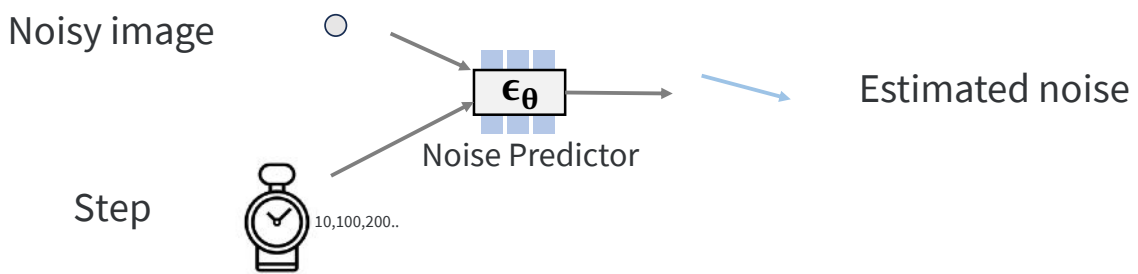 Noisy image
ϵθ
Estimated noise
Noise Predictor
Step
10,100,200..